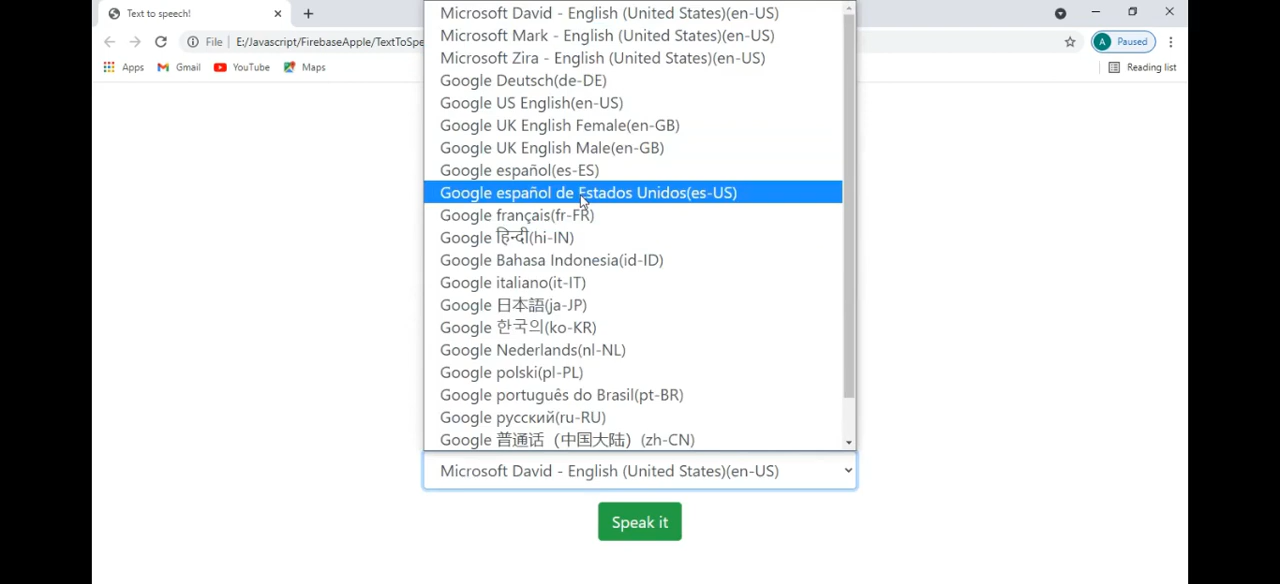 Text to speech!
File
E:/Javascript/FirebaseApple/TextToSpe
A
Paused
Apps
Gmail
YouTube
Maps
Reading list
Microsoft David - English (United States)(en-US)
Microsoft Mark - English (United States)(en-US)
Microsoft Zira - English (United States)(en-US)
Google Deutsch(de-DE)
Google US English(en-US)
Google UK English Female(en-GB)
Google UK English Male(en-GB)
Google español(es-ES)
Google español de Estados Unidos(es-US)
Google français(fr-FR)
Google हिन्दी(hi-IN)
Google Bahasa Indonesia(id-ID)
Google italiano(it-IT)
Google 日本語(ja-JP)
Google 한국의(ko-KR)
Google Nederlands(nl-NL)
Google polski(pl-PL)
Google português do Brasil(pt-BR)
Google русский(ru-RU)
Google 普通话（中国大陆）(zh-CN)
Microsoft David - English (United States)(en-US)
Speak it